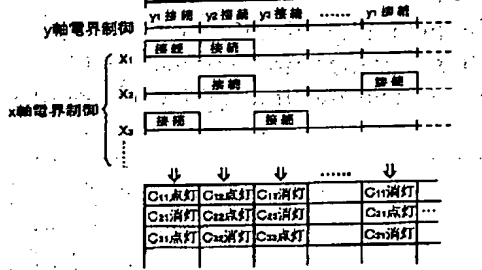 y軸電界制御 y1接続 y2接続 y3接続 …… y1接続
x軸電界制御
X1 接続 接続
X2 接続 接続
X3 接続 接続
……
⇩ ⇩ ⇩ …… ⇩
C11点灯 C12点灯 C13消灯 C11消灯
C21消灯 C22点灯 C23消灯 C21点灯 …
C31点灯 C32消灯 C33点灯 C31消灯